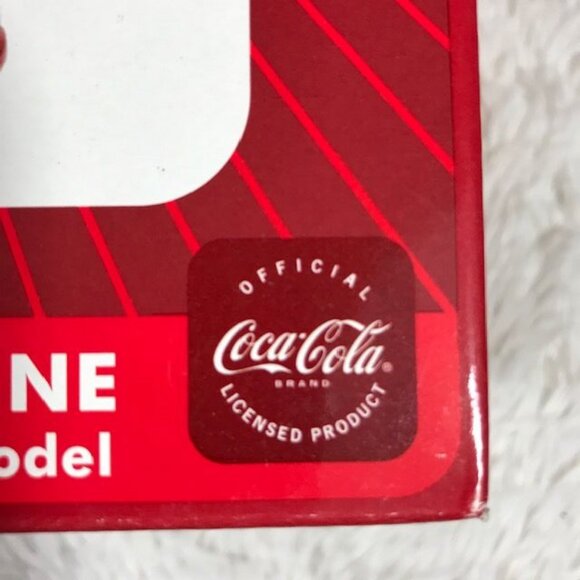 NE
odel
OFFICIAL
Coca-Cola®
BRAND
LICENSED PRODUCT